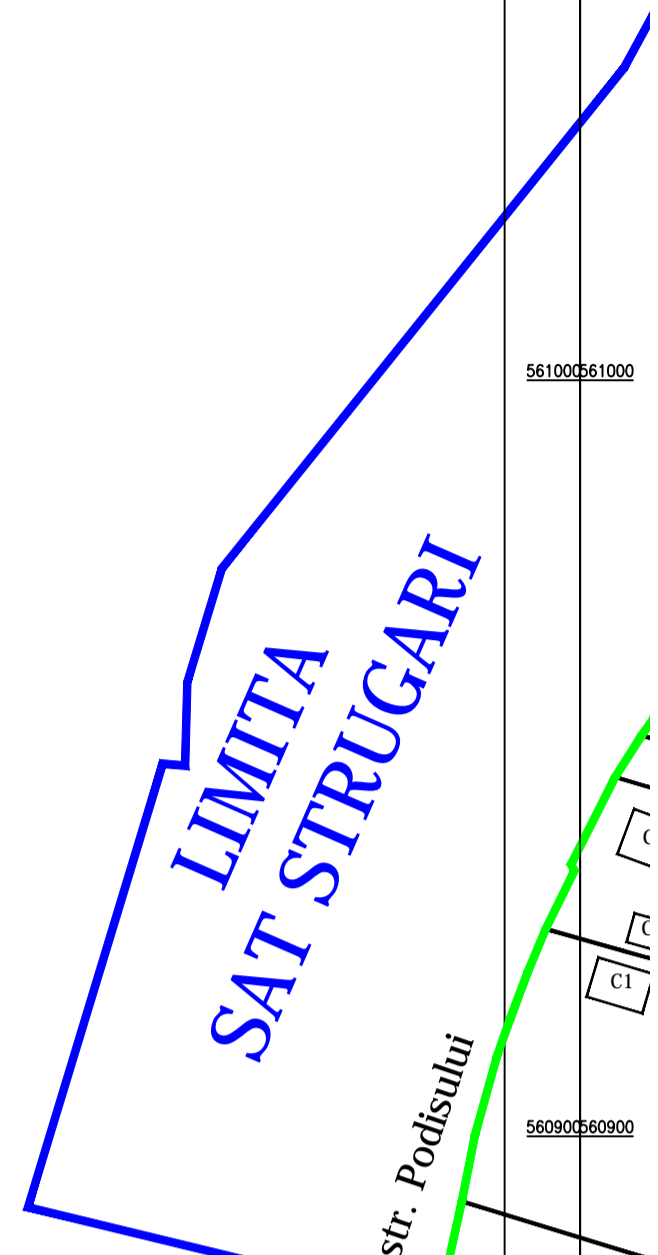 561000561000
LIMITA
SAT STRUGARI
C1
str. Podisului
560900560900